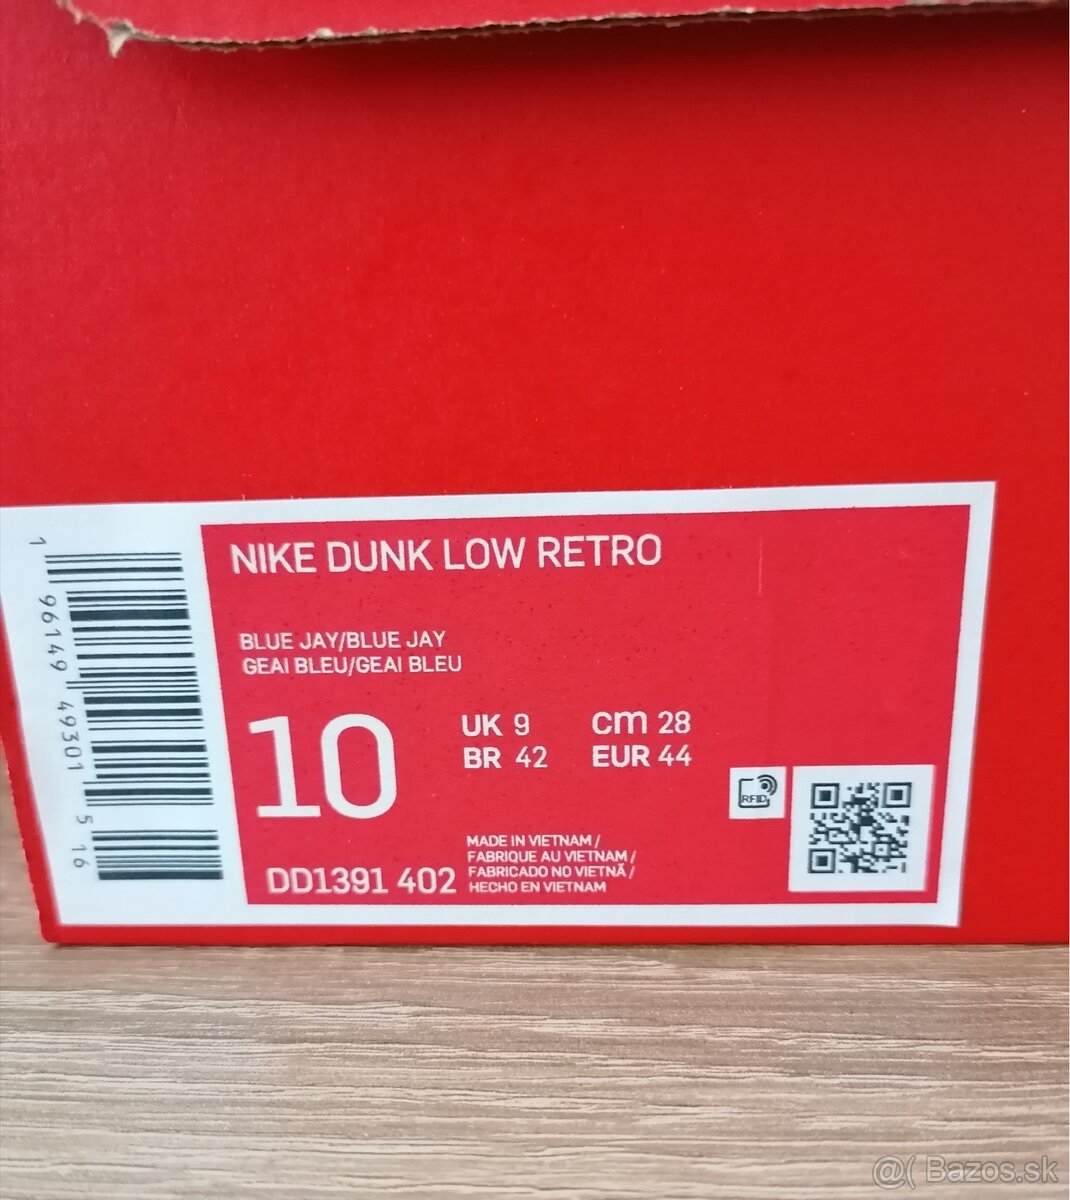 NIKE DUNK LOW RETRO
BLUE JAY/BLUE JAY
GEAI BLEU/GEAI BLEU
10
UK 9 cm 28
BR 42 EUR 44
RFID
MADE IN VIETNAM /
FABRIQUE AU VIETNAM /
FABRICADO NO VIETNÃ /
HECHO EN VIETNAM
DD1391 402
1 96149 49301 5 16
@( Bazos.sk